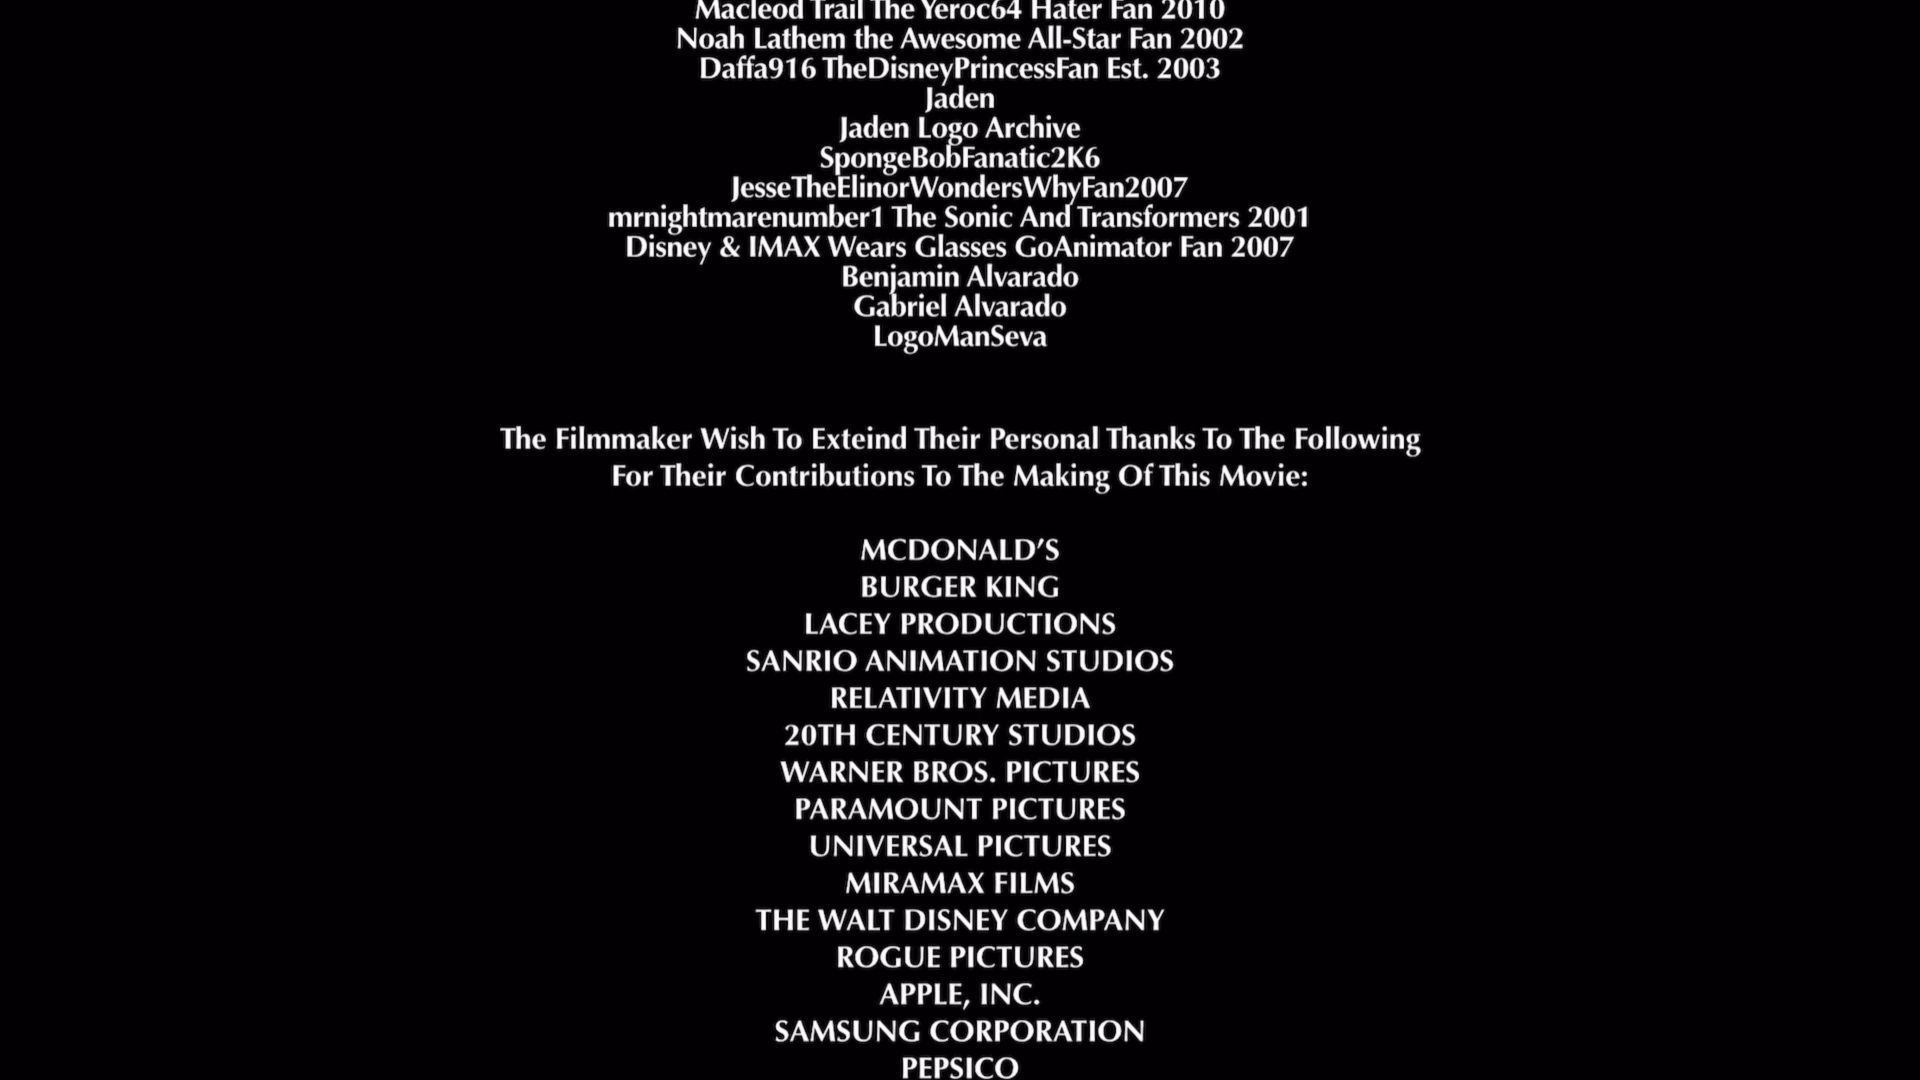 Macleod Trail The Yeroc64 Hater Fan 2010
Noah Lathem the Awesome All-Star Fan 2002
Daffa916 TheDisneyPrincessFan Est. 2003
Jaden
Jaden Logo Archive
SpongeBobFanatic2K6
JesseTheElinorWondersWhyFan2007
mrnightmarenumber1 The Sonic And Transformers 2001
Disney & IMAX Wears Glasses GoAnimator Fan 2007
Benjamin Alvarado
Gabriel Alvarado
LogoManSeva
The Filmmaker Wish To Exteind Their Personal Thanks To The Following
For Their Contributions To The Making Of This Movie:
MCDONALD’S
BURGER KING
LACEY PRODUCTIONS
SANRIO ANIMATION STUDIOS
RELATIVITY MEDIA
20TH CENTURY STUDIOS
WARNER BROS. PICTURES
PARAMOUNT PICTURES
UNIVERSAL PICTURES
MIRAMAX FILMS
THE WALT DISNEY COMPANY
ROGUE PICTURES
APPLE, INC.
SAMSUNG CORPORATION
PEPSICO